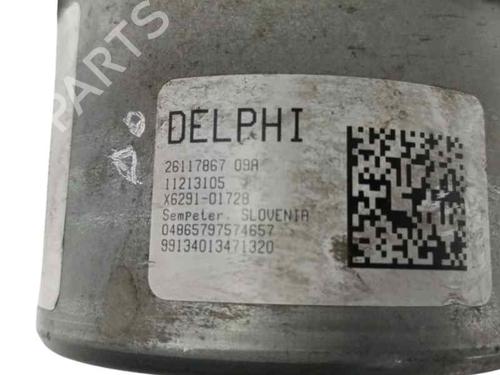 PARTS
DELPHI
26117867 09A
11213105
X6291-01728
SemPeter. SLOVENIA
04865797574657
99134013471320